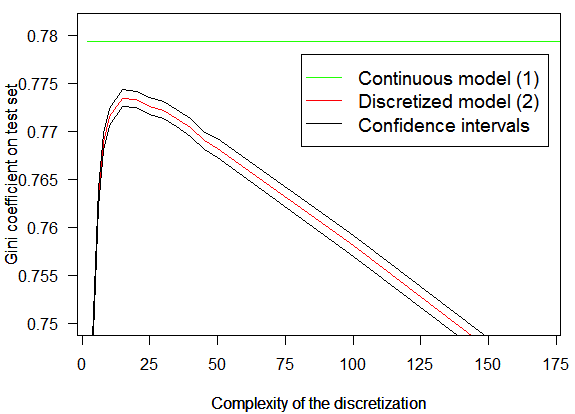 Gini coefficient on test set
0.78
0.775
0.77
0.765
0.76
0.755
0.75
Continuous model (1)
Discretized model (2)
Confidence intervals
0 25 50 75 100 125 150 175
Complexity of the discretization